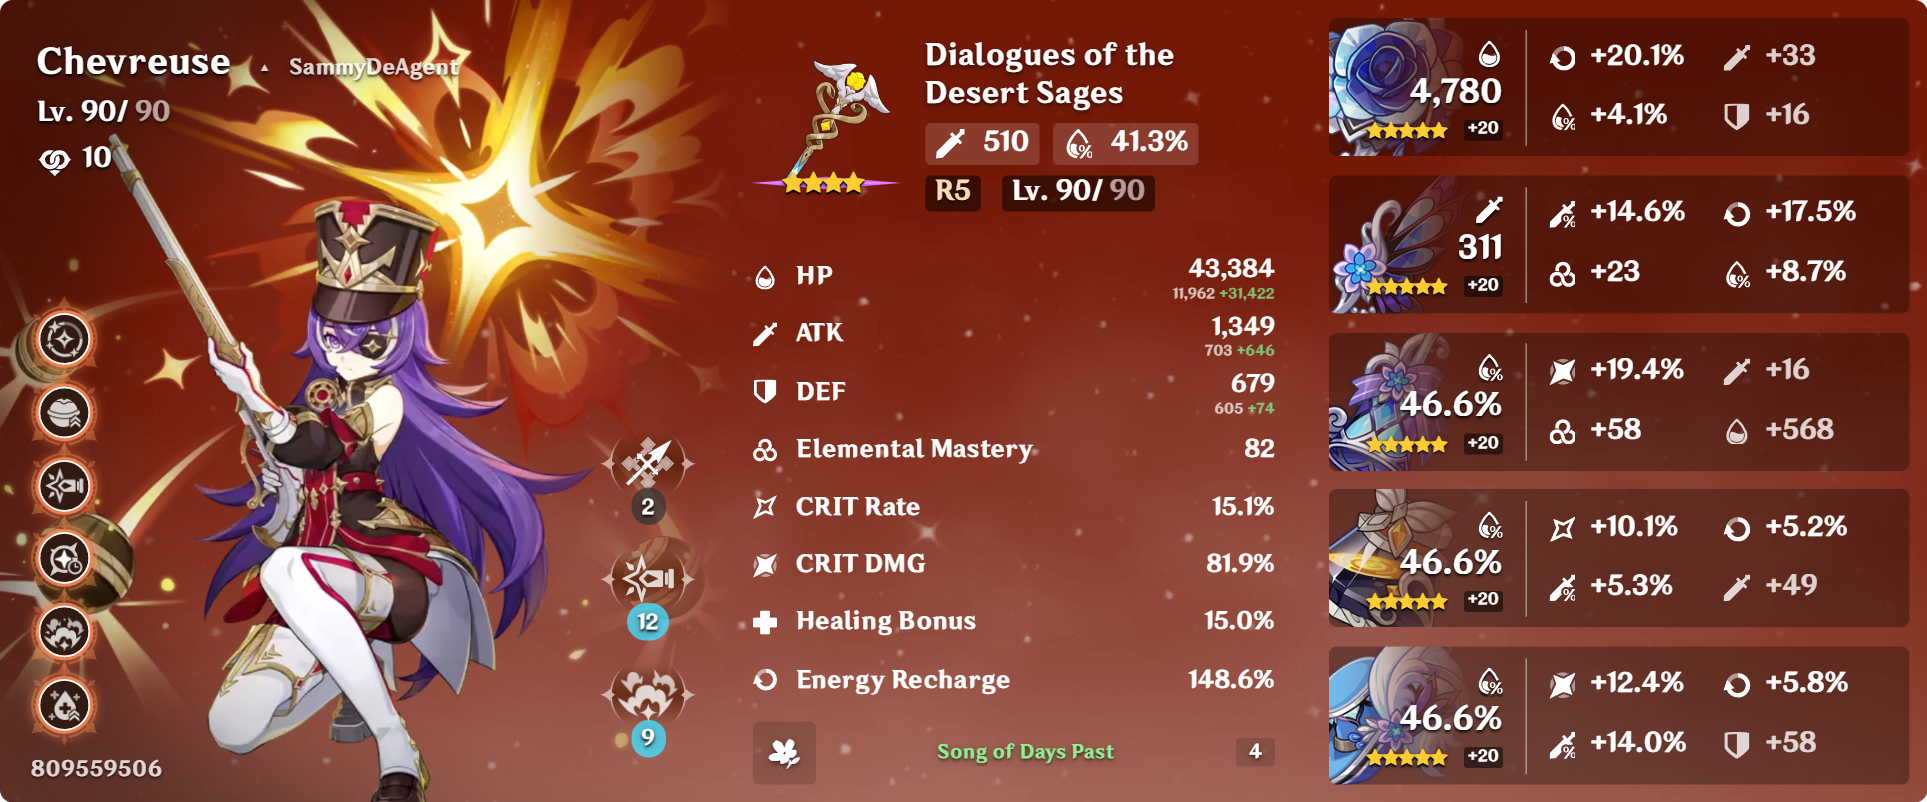 Chevreuse ▲ SammyDeAgent
Lv. 90/ 90
10
2
12
9
809559506
Dialogues of the
Desert Sages
510 41.3%
R5 Lv. 90/ 90
HP 43,384
11,962 +31,422
ATK 1,349
703 +646
DEF 679
605 +74
Elemental Mastery 82
CRIT Rate 15.1%
CRIT DMG 81.9%
Healing Bonus 15.0%
Energy Recharge 148.6%
Song of Days Past 4
4,780
+20
+20.1% +33
+4.1% +16
311
+20
+14.6% +17.5%
+23 +8.7%
46.6%
+20
+19.4% +16
+58 +568
46.6%
+20
+10.1% +5.2%
+5.3% +49
46.6%
+20
+12.4% +5.8%
+14.0% +58